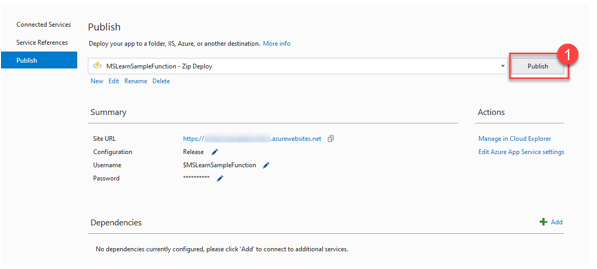 Connected Services
Service References
Publish
Publish
Deploy your app to a folder, IIS, Azure, or another destination. More info
MSLearnSampleFunction - Zip Deploy
Publish
1
New Edit Rename Delete
Summary
Actions
Site URL https:// .azurewebsites.net
Manage in Cloud Explorer
Configuration Release
Edit Azure App Service settings
Username $MSLearnSampleFunction
Password **********
Dependencies
Add
No dependencies currently configured, please click 'Add' to connect to additional services.